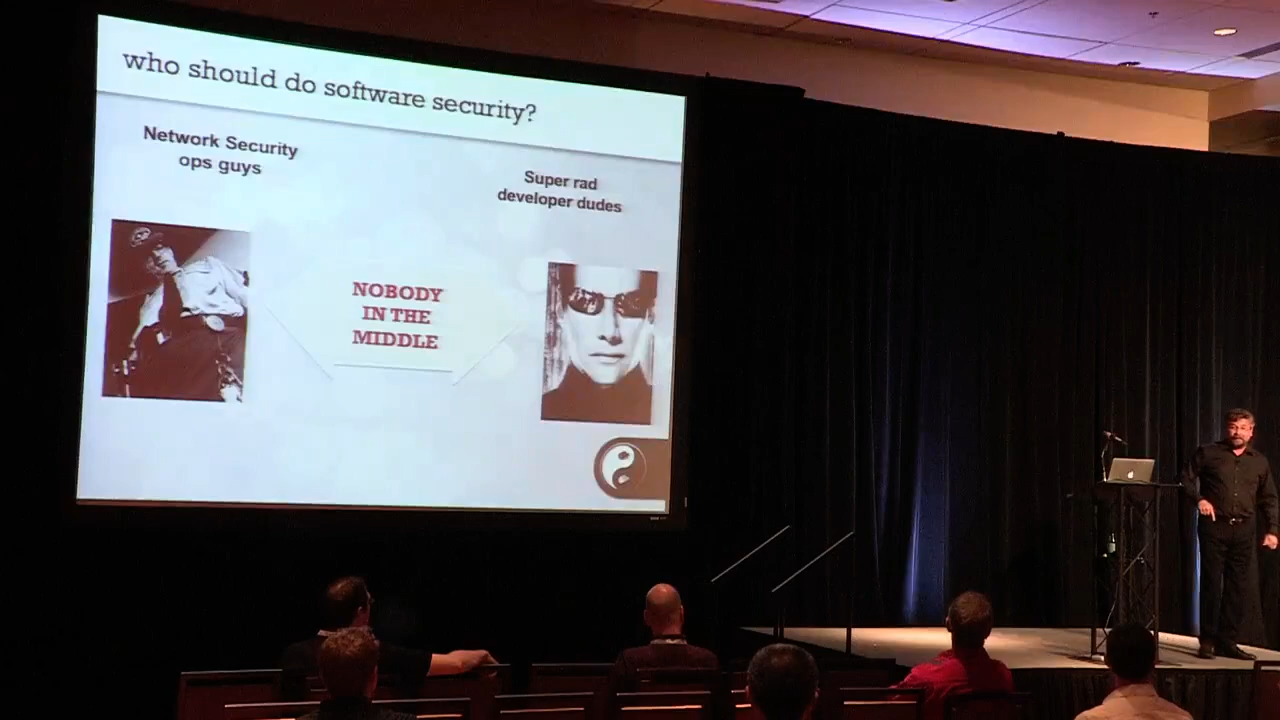 who should do software security?
Network Security
ops guys
Super rad
developer dudes
NOBODY
IN THE
MIDDLE